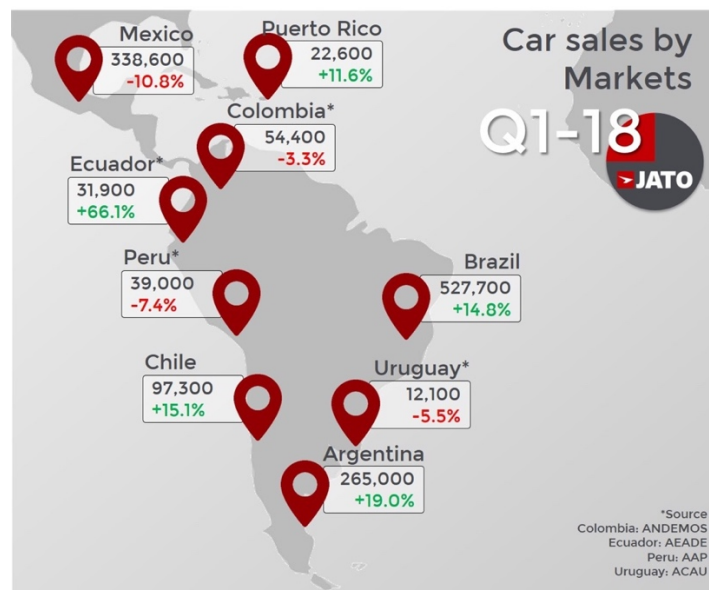 Car sales by
Markets
Q1-18
JATO
Mexico
338,600
-10.8%
Puerto Rico
22,600
+11.6%
Colombia*
54,400
-3.3%
Ecuador*
31,900
+66.1%
Peru*
39,000
-7.4%
Brazil
527,700
+14.8%
Chile
97,300
+15.1%
Uruguay*
12,100
-5.5%
Argentina
265,000
+19.0%
*Source
Colombia: ANDEMOS
Ecuador: AEADE
Peru: AAP
Uruguay: ACAU